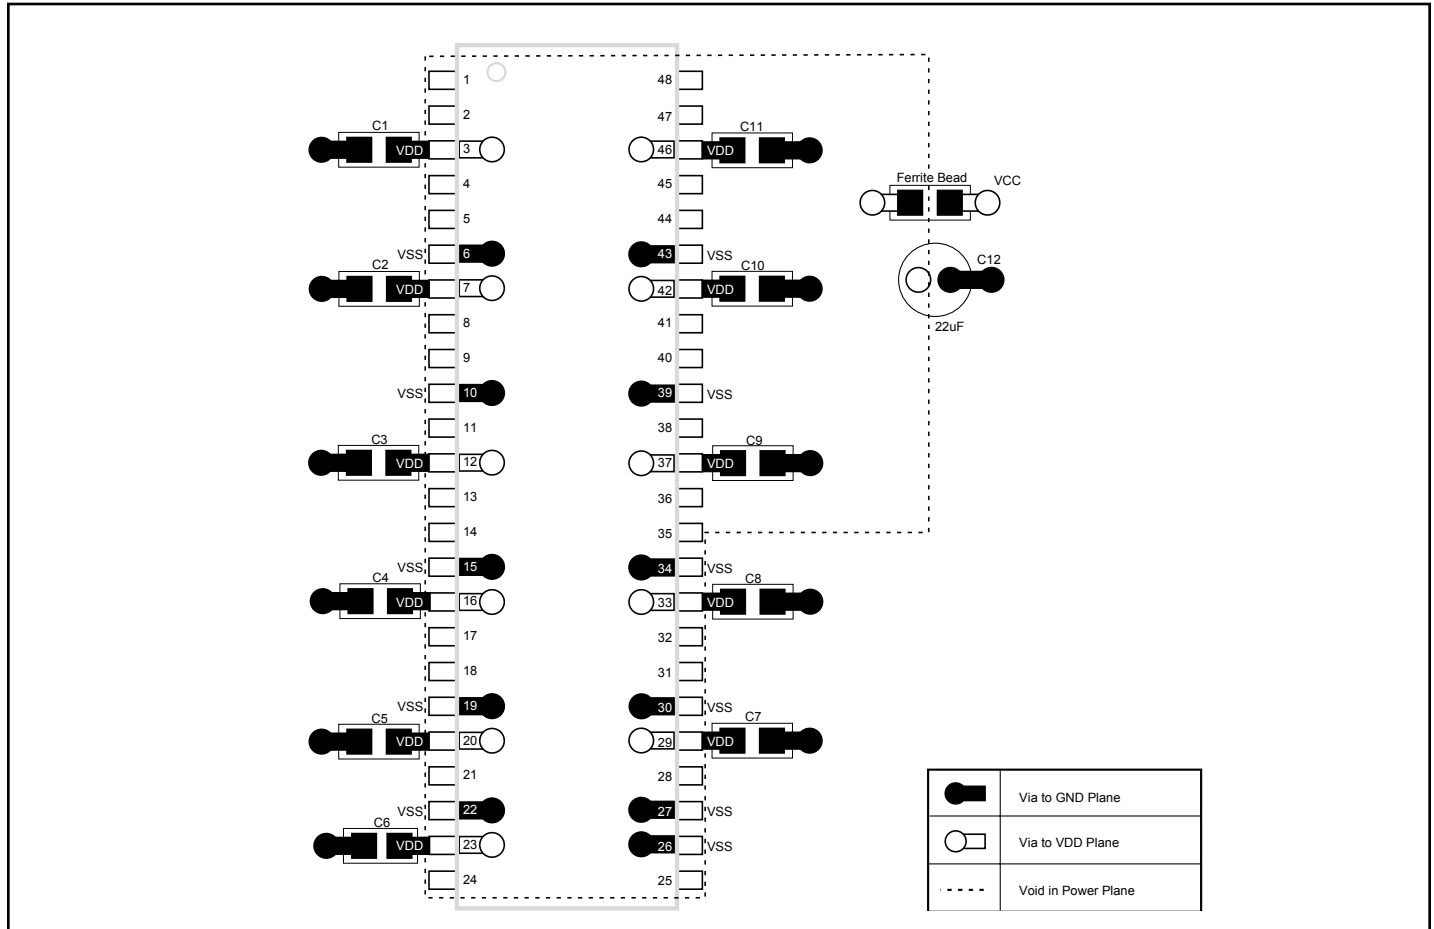 1 48
2 47
C1 C11
VDD 3 46 VDD
4 45
Ferrite Bead VCC
5 44
VSS 6 43 VSS
C2 C10 C12
VDD 7 42 VDD
8 41 22uF
9 40
VSS 10 39 VSS
11 38
C3 C9
VDD 12 37 VDD
13 36
14 35
VSS 15 34 VSS
C4 C8
VDD 16 33 VDD
17 32
18 31
VSS 19 30 VSS
C5 C7
VDD 20 29 VDD
21 28
VSS 22 27 VSS
C6
VDD 23 26 VSS
24 25
Via to GND Plane
Via to VDD Plane
Void in Power Plane